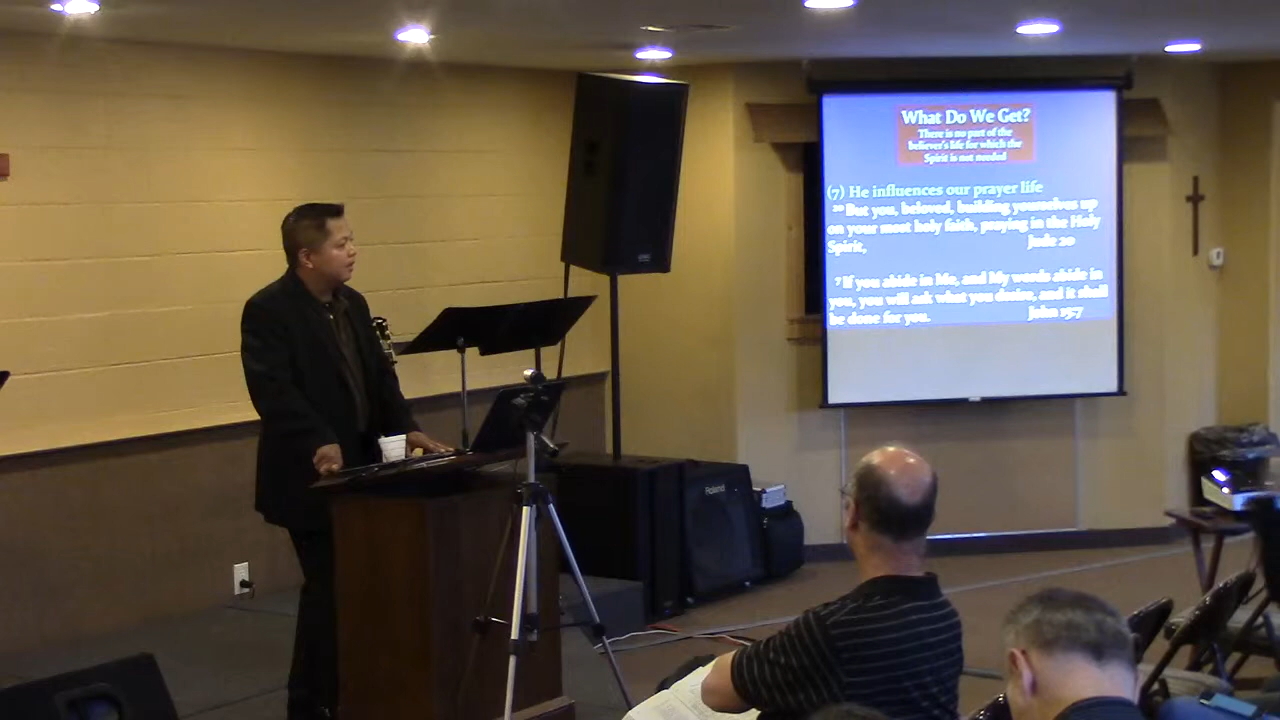 What Do We Get?
There is no part of the
believer's life for which the
Spirit is not needed
(7) He influences our prayer life
20 But you, beloved, building yourselves up
on your most holy faith, praying in the Holy
Spirit, Jude 20
7 If you abide in Me, and My words abide in
you, you will ask what you desire, and it shall
be done for you. John 15:7
Roland